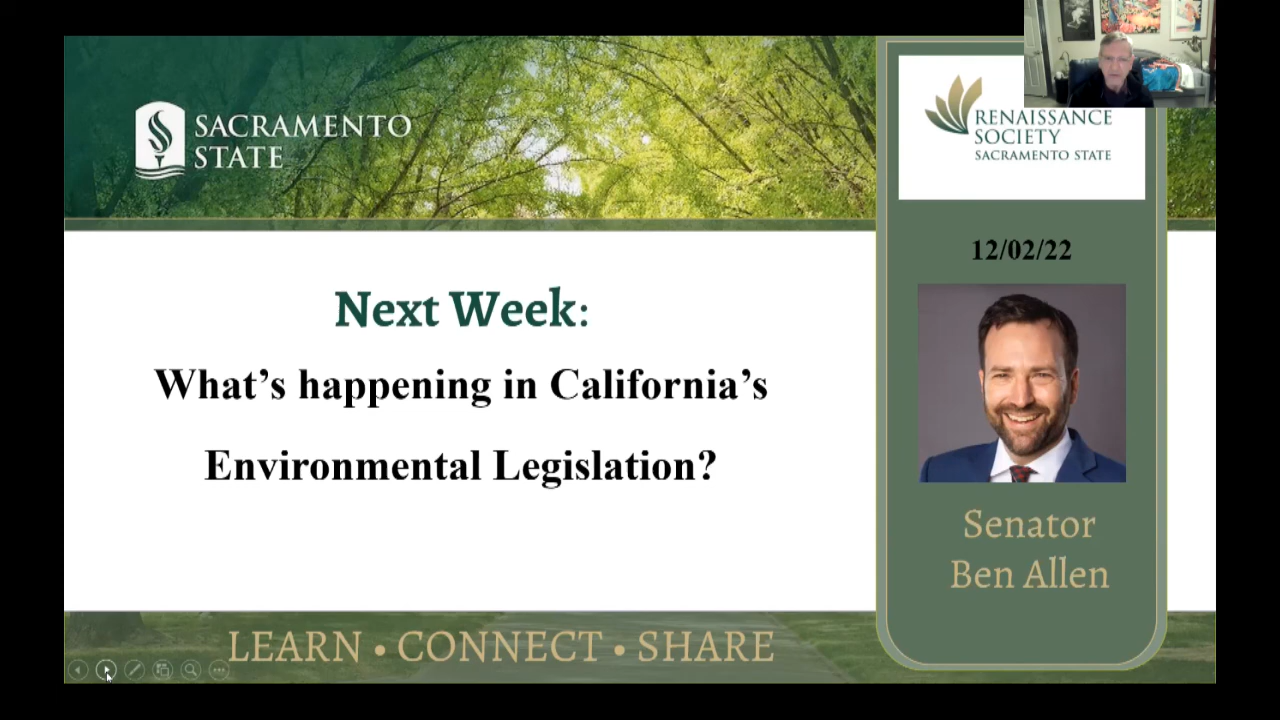 SACRAMENTO
STATE
RENAISSANCE
SOCIETY
SACRAMENTO STATE
12/02/22
Next Week:
What’s happening in California’s
Environmental Legislation?
Senator
Ben Allen
LEARN • CONNECT • SHARE